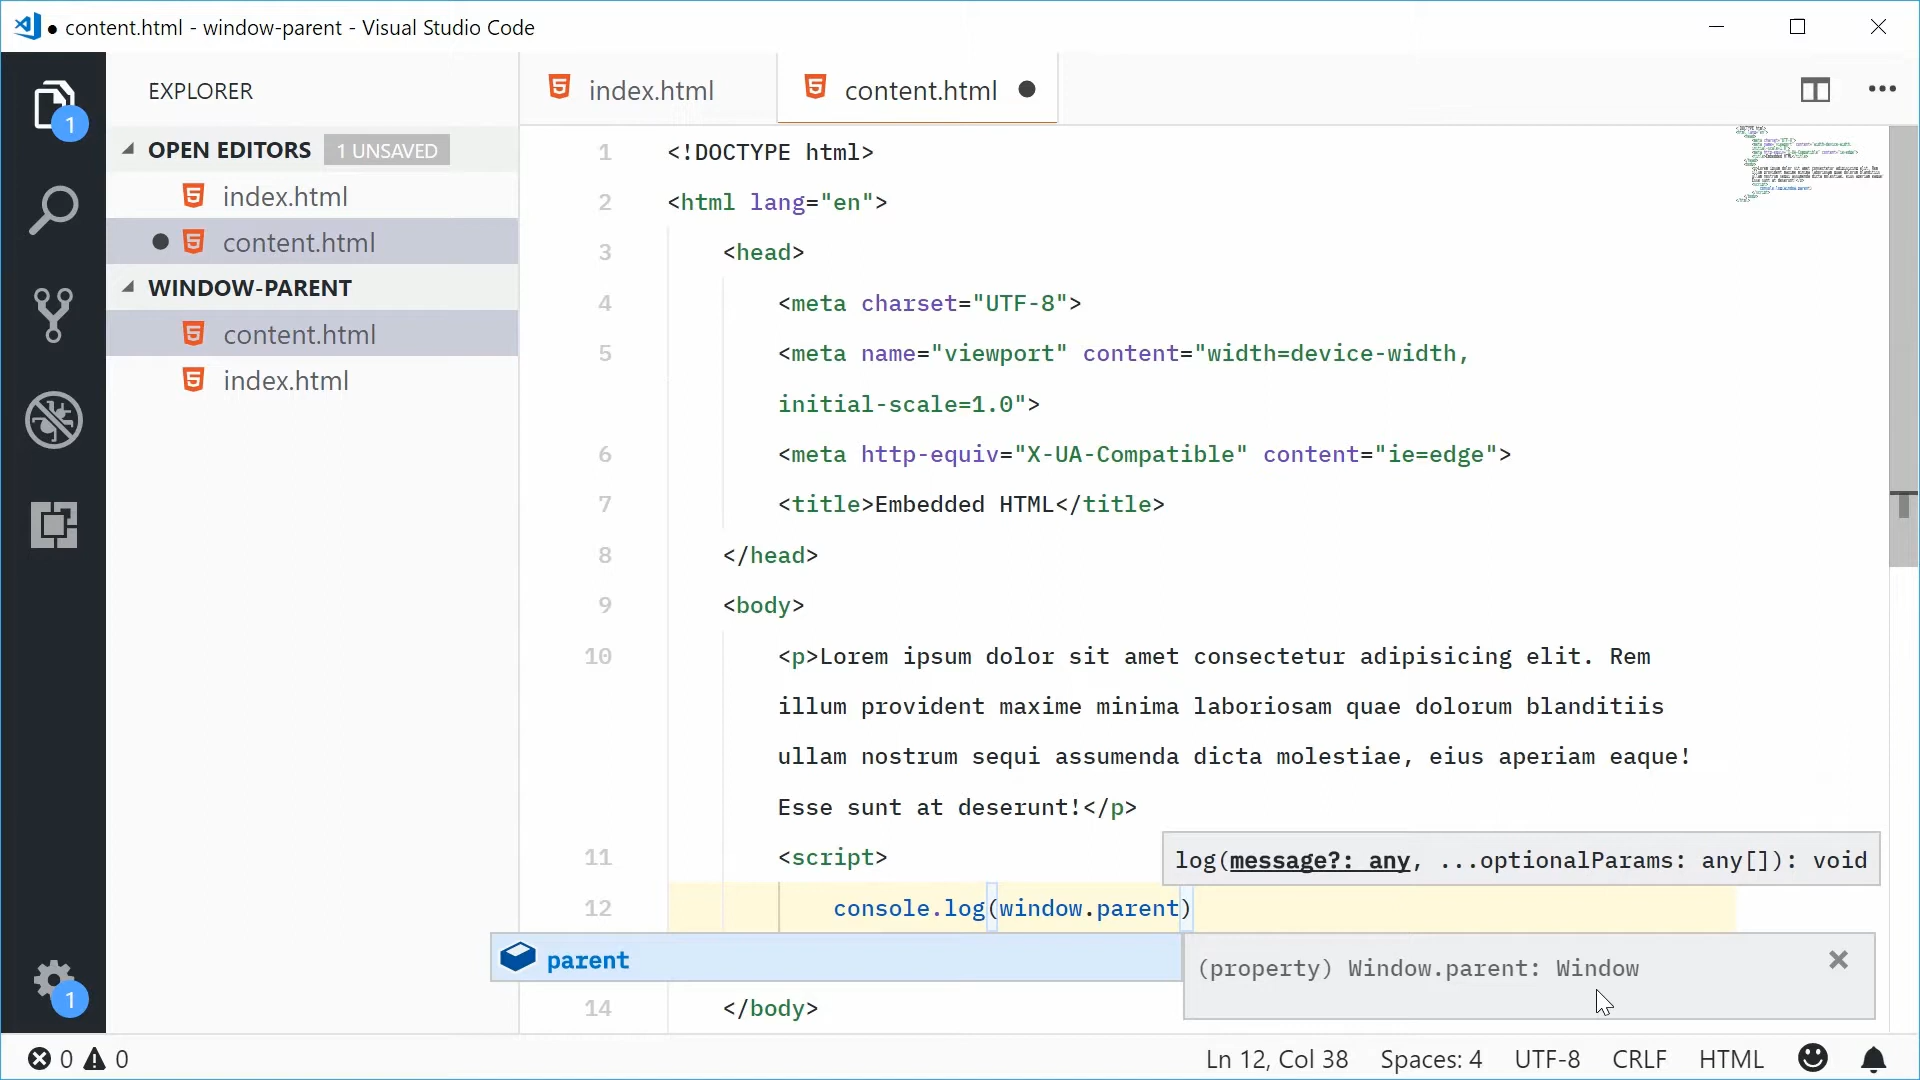 content.html - window-parent - Visual Studio Code
EXPLORER
OPEN EDITORS 1 UNSAVED
index.html
content.html
WINDOW-PARENT
content.html
index.html
1
1
index.html
content.html
1 <!DOCTYPE html>
2 <html lang="en">
3 <head>
4 <meta charset="UTF-8">
5 <meta name="viewport" content="width=device-width,
initial-scale=1.0">
6 <meta http-equiv="X-UA-Compatible" content="ie=edge">
7 <title>Embedded HTML</title>
8 </head>
9 <body>
10 <p>Lorem ipsum dolor sit amet consectetur adipisicing elit. Rem
illum provident maxime minima laboriosam quae dolorum blanditiis
ullam nostrum sequi assumenda dicta molestiae, eius aperiam eaque!
Esse sunt at deserunt!</p>
11 <script>
log(message?: any, ...optionalParams: any[]): void
12 console.log(window.parent)
parent
(property) Window.parent: Window
14 </body>
0 0
Ln 12, Col 38 Spaces: 4 UTF-8 CRLF HTML